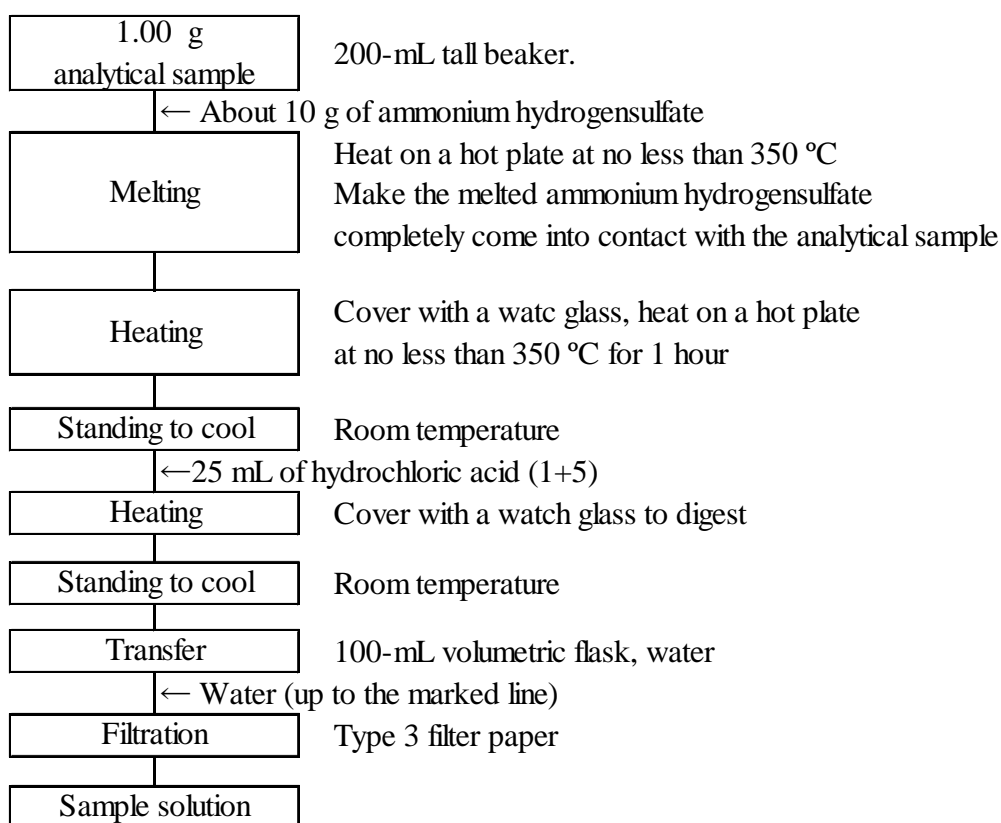 1.00 g
analytical sample
200-mL tall beaker.
← About 10 g of ammonium hydrogensulfate
Melting
Heat on a hot plate at no less than 350 ºC
Make the melted ammonium hydrogensulfate
completely come into contact with the analytical sample
Heating
Cover with a watc glass, heat on a hot plate
at no less than 350 ºC for 1 hour
Standing to cool
Room temperature
←25 mL of hydrochloric acid (1+5)
Heating
Cover with a watch glass to digest
Standing to cool
Room temperature
Transfer
100-mL volumetric flask, water
← Water (up to the marked line)
Filtration
Type 3 filter paper
Sample solution